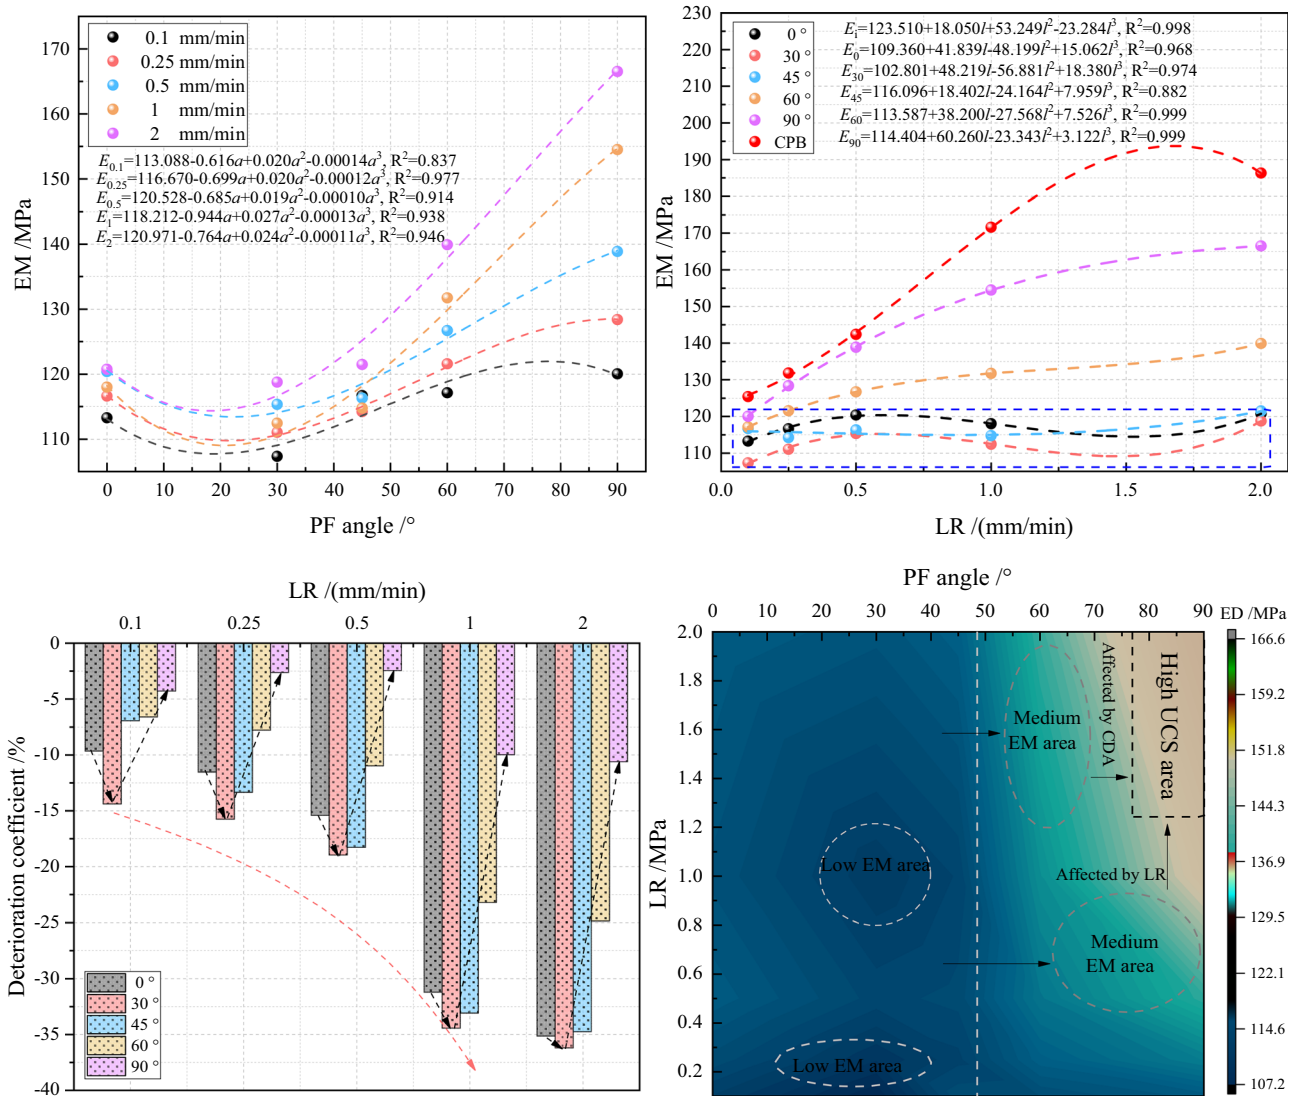 170
160
150
140
130
120
110
EM /MPa
0.1 mm/min
0.25 mm/min
0.5 mm/min
1 mm/min
2 mm/min
E0.1=113.088-0.616a+0.020a²-0.00014a³, R²=0.837
E0.25=116.670-0.699a+0.020a²-0.00012a³, R²=0.977
E0.5=120.528-0.685a+0.019a²-0.00010a³, R²=0.914
E1=118.212-0.944a+0.027a²-0.00013a³, R²=0.938
E2=120.971-0.764a+0.024a²-0.00011a³, R²=0.946
0 10 20 30 40 50 60 70 80 90
PF angle /°
230
220
210
200
190
180
170
160
150
140
130
120
110
EM /MPa
0 °
30 °
45 °
60 °
90 °
CPB
Ei=123.510+18.050l+53.249l²-23.284l³, R²=0.998
E0=109.360+41.839l-48.199l²+15.062l³, R²=0.968
E30=102.801+48.219l-56.881l²+18.380l³, R²=0.974
E45=116.096+18.402l-24.164l²+7.959l³, R²=0.882
E60=113.587+38.200l-27.568l²+7.526l³, R²=0.999
E90=114.404+60.260l-23.343l²+3.122l³, R²=0.999
0.0 0.5 1.0 1.5 2.0
LR /(mm/min)
LR /(mm/min)
0.1 0.25 0.5 1 2
0
-5
-10
-15
-20
-25
-30
-35
-40
Deterioration coefficient /%
0 °
30 °
45 °
60 °
90 °
PF angle /°
0 10 20 30 40 50 60 70 80 90
2.0
1.8
1.6
1.4
1.2
1.0
0.8
0.6
0.4
0.2
LR /MPa
Medium
EM area
Affected by CDA
High UCS area
Low EM area
Affected by LR
Medium
EM area
Low EM area
ED /MPa
166.6
159.2
151.8
144.3
136.9
129.5
122.1
114.6
107.2